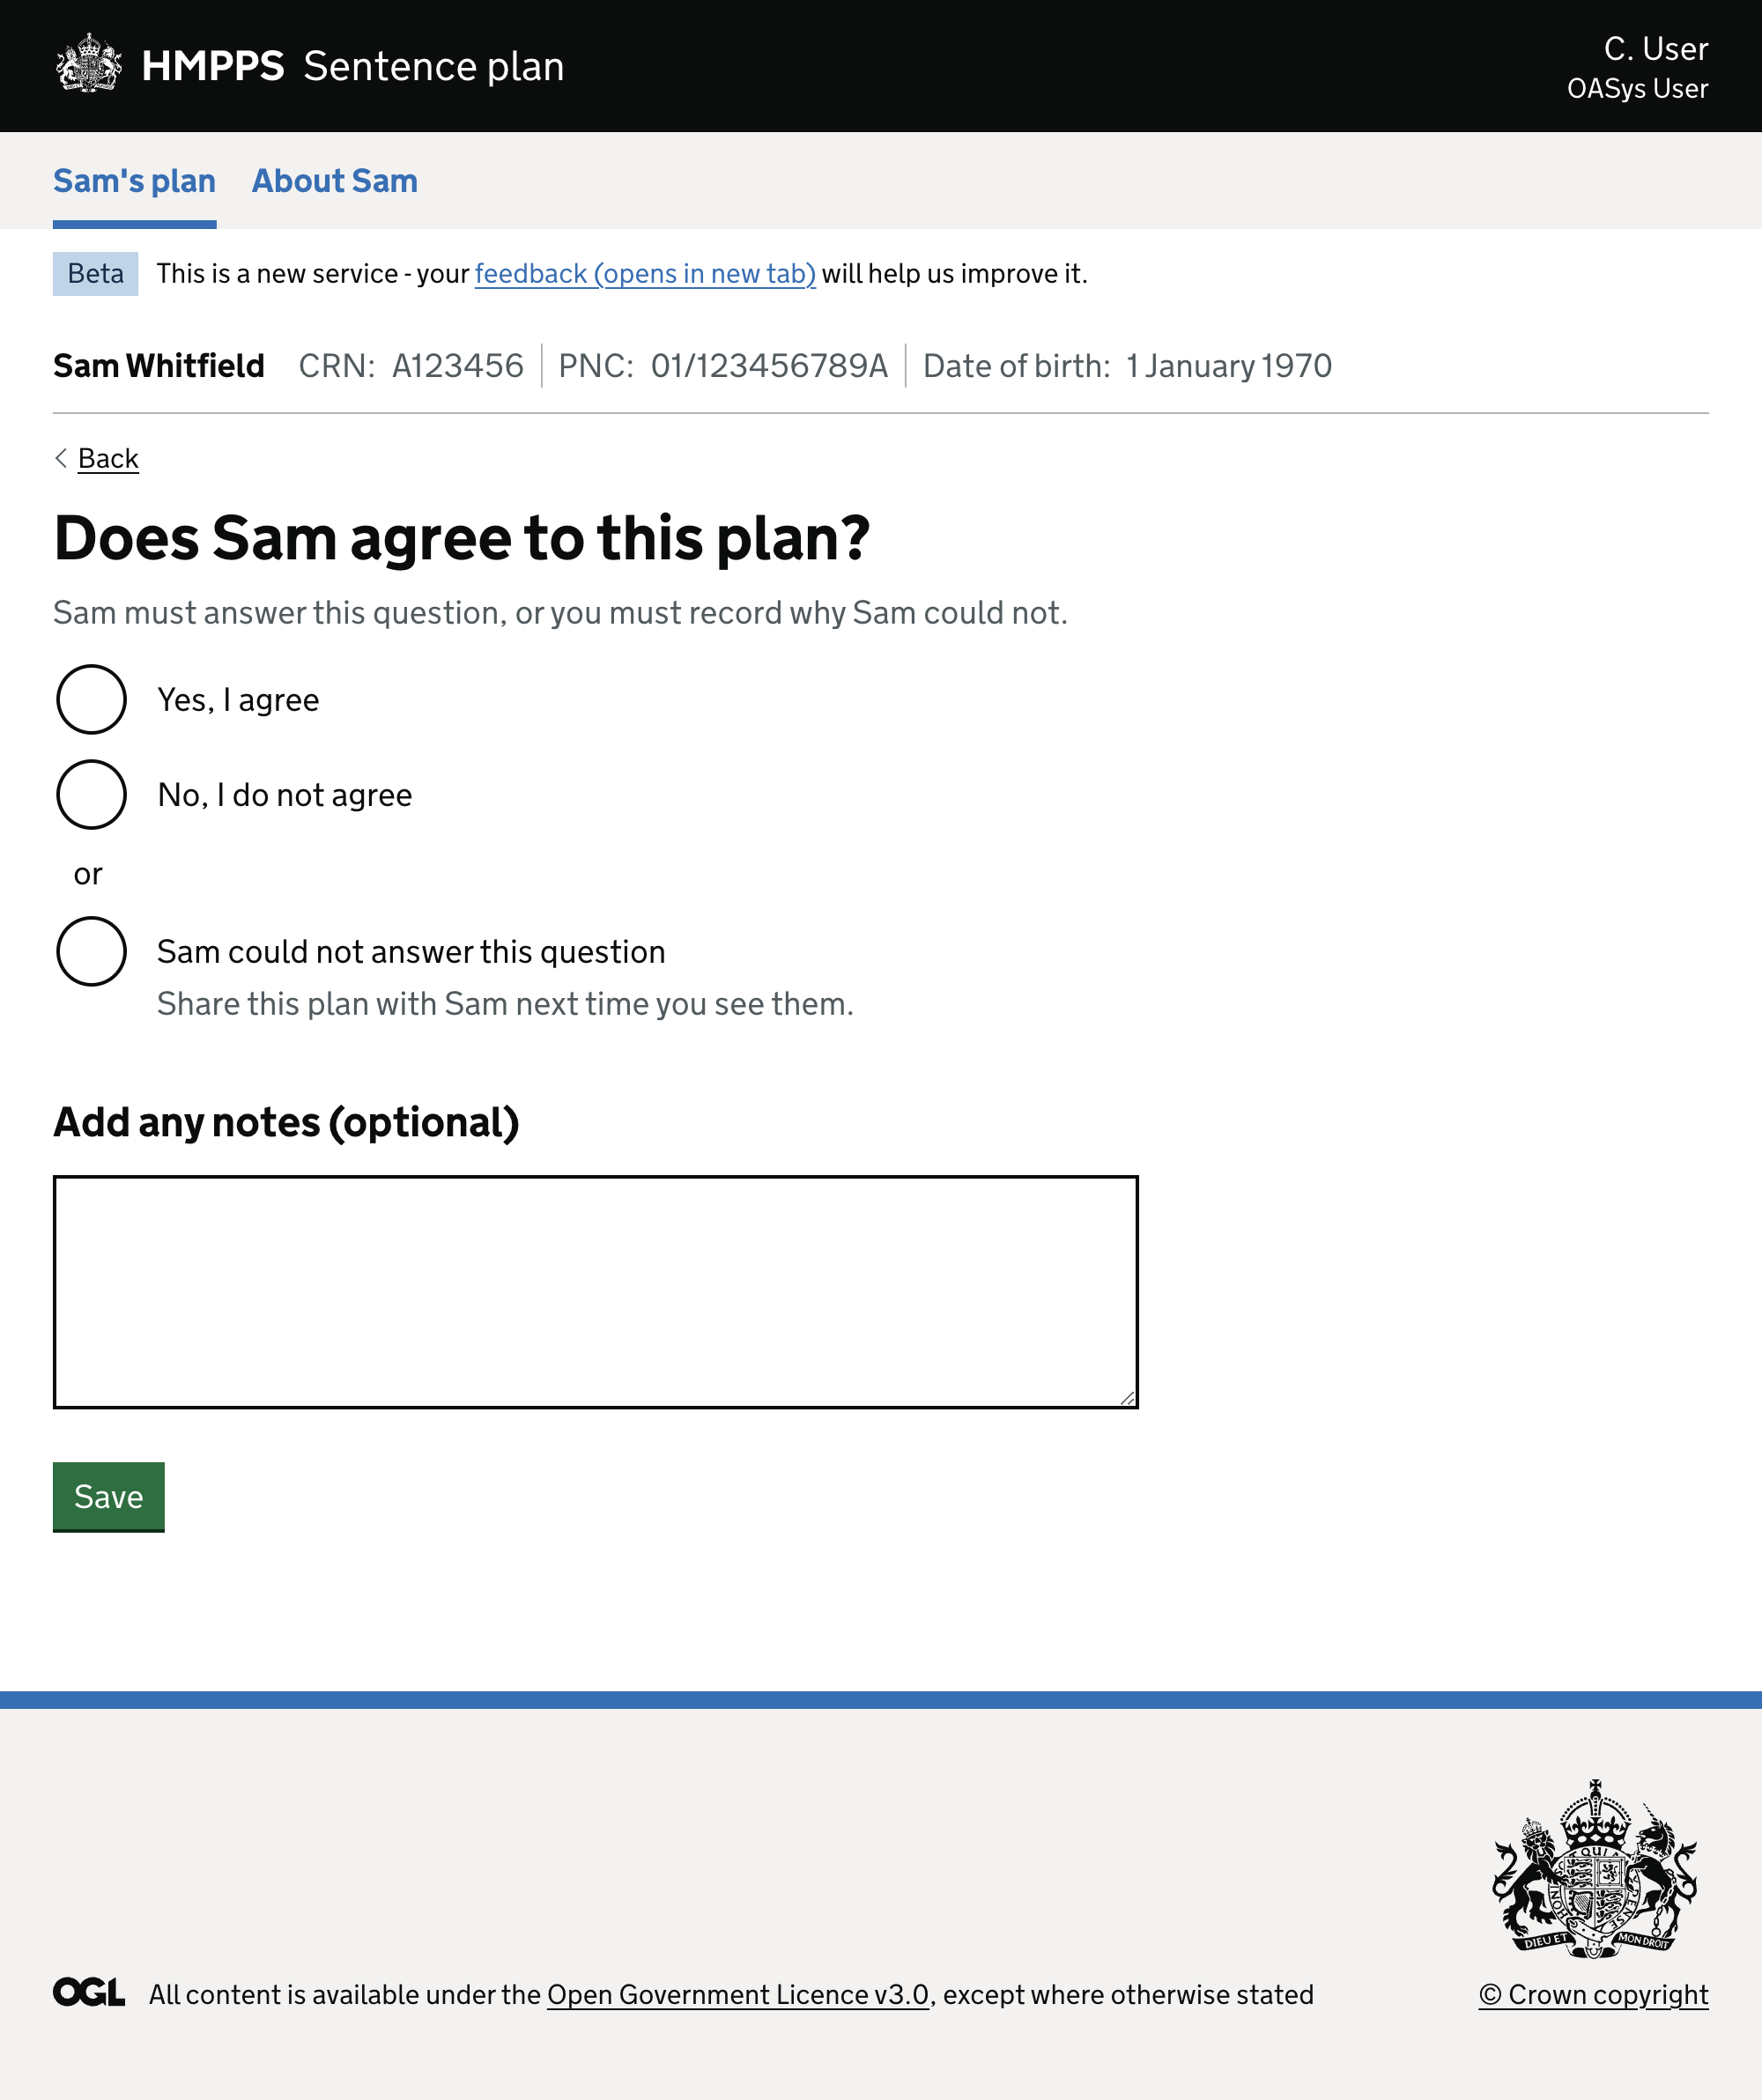 HMPPS Sentence plan
C. User
OASys User
Sam's plan About Sam
Beta This is a new service - your feedback (opens in new tab) will help us improve it.
Sam Whitfield CRN: A123456 PNC: 01/123456789A Date of birth: 1 January 1970
Back
Does Sam agree to this plan?
Sam must answer this question, or you must record why Sam could not.
Yes, I agree
No, I do not agree
or
Sam could not answer this question
Share this plan with Sam next time you see them.
Add any notes (optional)
Save
DIEU ET MON DROIT
OGL All content is available under the Open Government Licence v3.0, except where otherwise stated
© Crown copyright